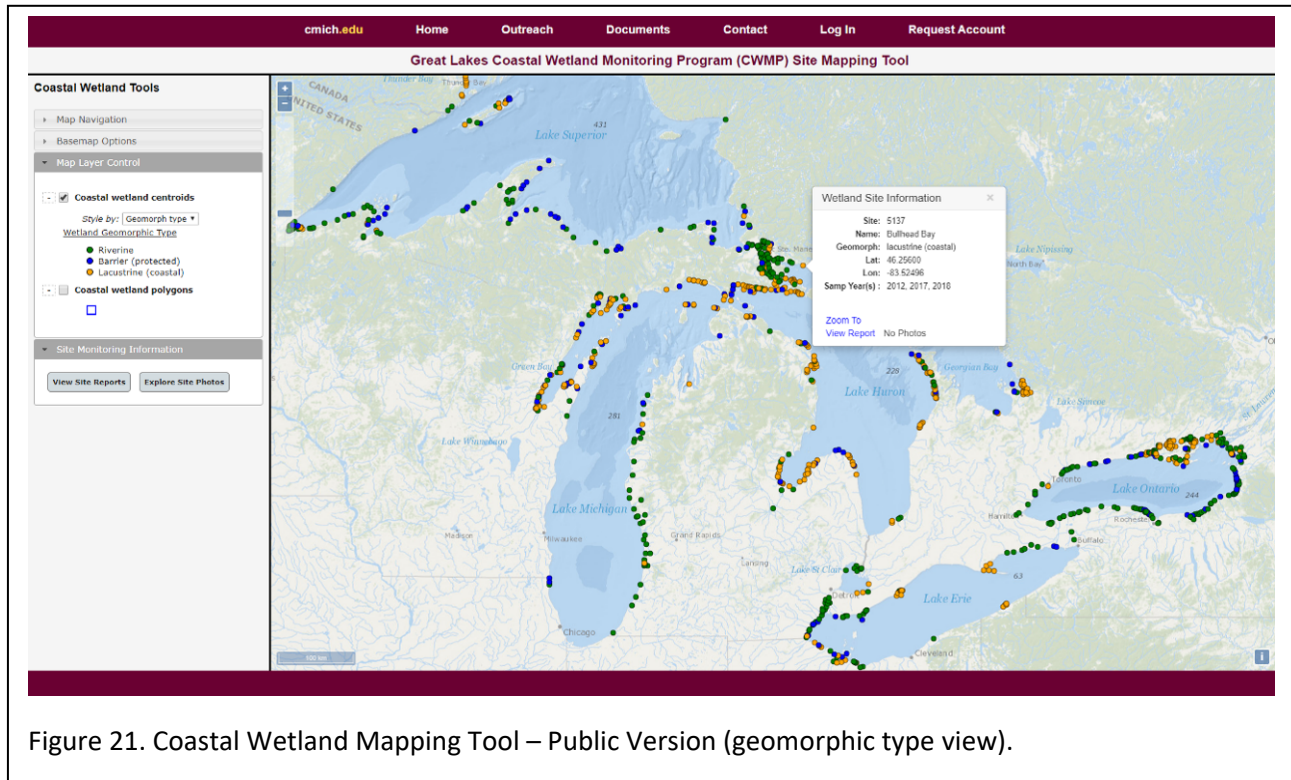 cmich.edu Home Outreach Documents Contact Log In Request Account
Great Lakes Coastal Wetland Monitoring Program (CWMP) Site Mapping Tool
Coastal Wetland Tools
Map Navigation
Basemap Options
Map Layer Control
Coastal wetland centroids
Style by: Geomorph type
Wetland Geomorphic Type
Riverine
Barrier (protected)
Lacustrine (coastal)
Coastal wetland polygons
Site Monitoring Information
View Site Reports Explore Site Photos
+
−
CANADA
UNITED STATES
Thunder Bay
Thunder Bay
431
Lake Superior
Wetland Site Information ×
Site: 5137
Name: Bullhead Bay
Geomorph: lacustrine (coastal)
Lat: 46.25600
Lon: -83.52496
Samp Year(s) : 2012, 2017, 2018
Zoom To
View Report No Photos
Lake Nipissing
North Bay
Green Bay
228
Georgian Bay
Lake Huron
281
Lake Simcoe
Lake Winnebago
Toronto
Lake Ontario
244
Lake Michigan
Hamilton
Rochester
Madison
Milwaukee
Grand Rapids
Lansing
Buffalo
Lake St Clair
Detroit
63
Lake Erie
Chicago
Cleveland
100 km
i
Figure 21. Coastal Wetland Mapping Tool – Public Version (geomorphic type view).